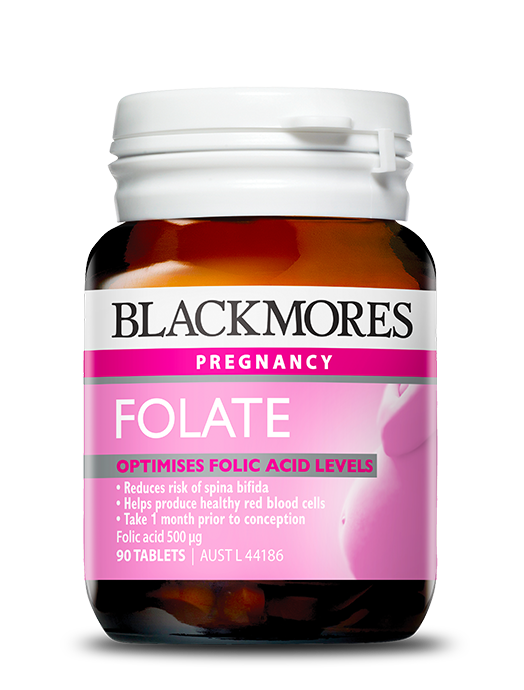 BLACKMORES
PREGNANCY
FOLATE
OPTIMISES FOLIC ACID LEVELS
• Reduces risk of spina bifida
• Helps produce healthy red blood cells
• Take 1 month prior to conception
Folic acid 500 µg
90 TABLETS | AUST L 44186